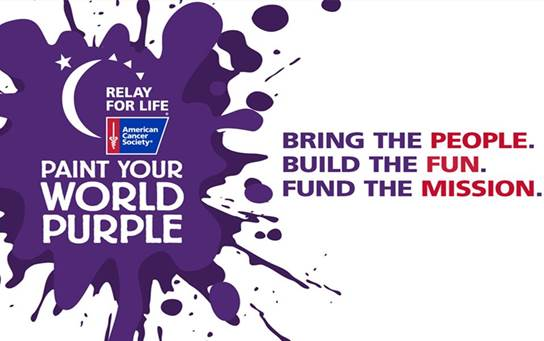 RELAY
FOR LIFE
American
Cancer
Society®
PAINT YOUR
WORLD
PURPLE
BRING THE PEOPLE.
BUILD THE FUN.
FUND THE MISSION.